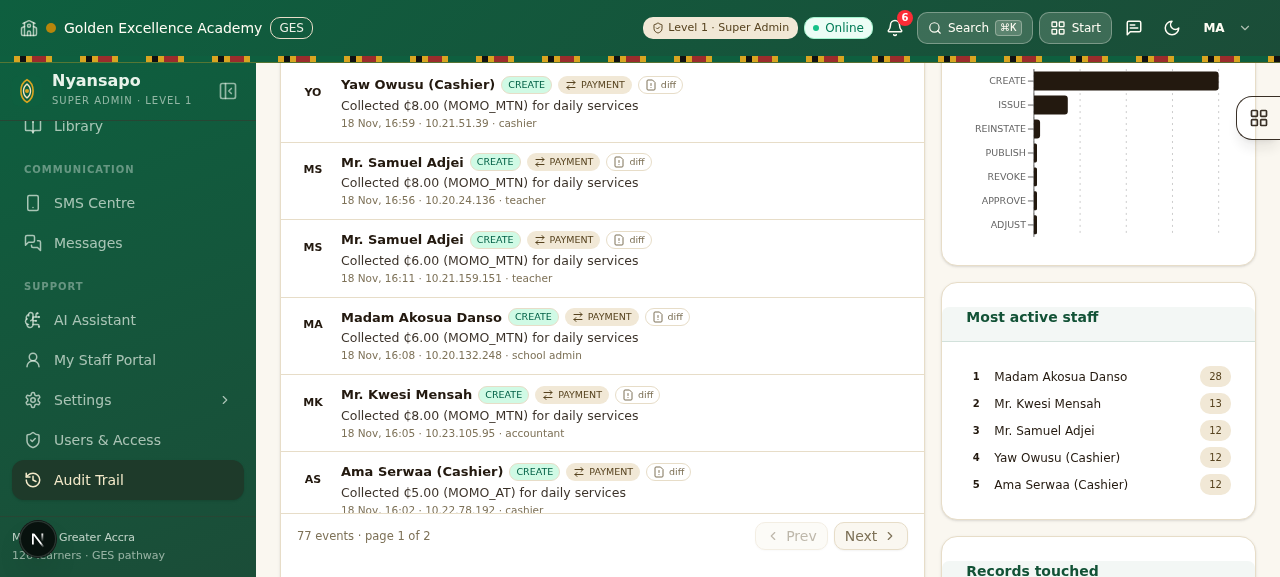 Golden Excellence Academy GES
Level 1 · Super Admin Online 6 Search ⌘K Start MA
Nyansapo
SUPER ADMIN · LEVEL 1
Library
COMMUNICATION
SMS Centre
Messages
SUPPORT
AI Assistant
My Staff Portal
Settings
Users & Access
Audit Trail
Greater Accra
GES pathway
YO
Yaw Owusu (Cashier) CREATE PAYMENT diff
Collected ₵8.00 (MOMO_MTN) for daily services
18 Nov, 16:59 · 10.21.51.39 · cashier
MS
Mr. Samuel Adjei CREATE PAYMENT diff
Collected ₵8.00 (MOMO_MTN) for daily services
18 Nov, 16:56 · 10.20.24.136 · teacher
MS
Mr. Samuel Adjei CREATE PAYMENT diff
Collected ₵6.00 (MOMO_MTN) for daily services
18 Nov, 16:11 · 10.21.159.151 · teacher
MA
Madam Akosua Danso CREATE PAYMENT diff
Collected ₵6.00 (MOMO_MTN) for daily services
18 Nov, 16:08 · 10.20.132.248 · school admin
MK
Mr. Kwesi Mensah CREATE PAYMENT diff
Collected ₵8.00 (MOMO_MTN) for daily services
18 Nov, 16:05 · 10.23.105.95 · accountant
AS
Ama Serwaa (Cashier) CREATE PAYMENT diff
Collected ₵5.00 (MOMO_AT) for daily services
18 Nov, 16:02 · 10.22.78.192 · cashier
77 events · page 1 of 2
Prev Next
CREATE
ISSUE
REINSTATE
PUBLISH
REVOKE
APPROVE
ADJUST
Most active staff
1 Madam Akosua Danso 28
2 Mr. Kwesi Mensah 13
3 Mr. Samuel Adjei 12
4 Yaw Owusu (Cashier) 12
5 Ama Serwaa (Cashier) 12
Records touched